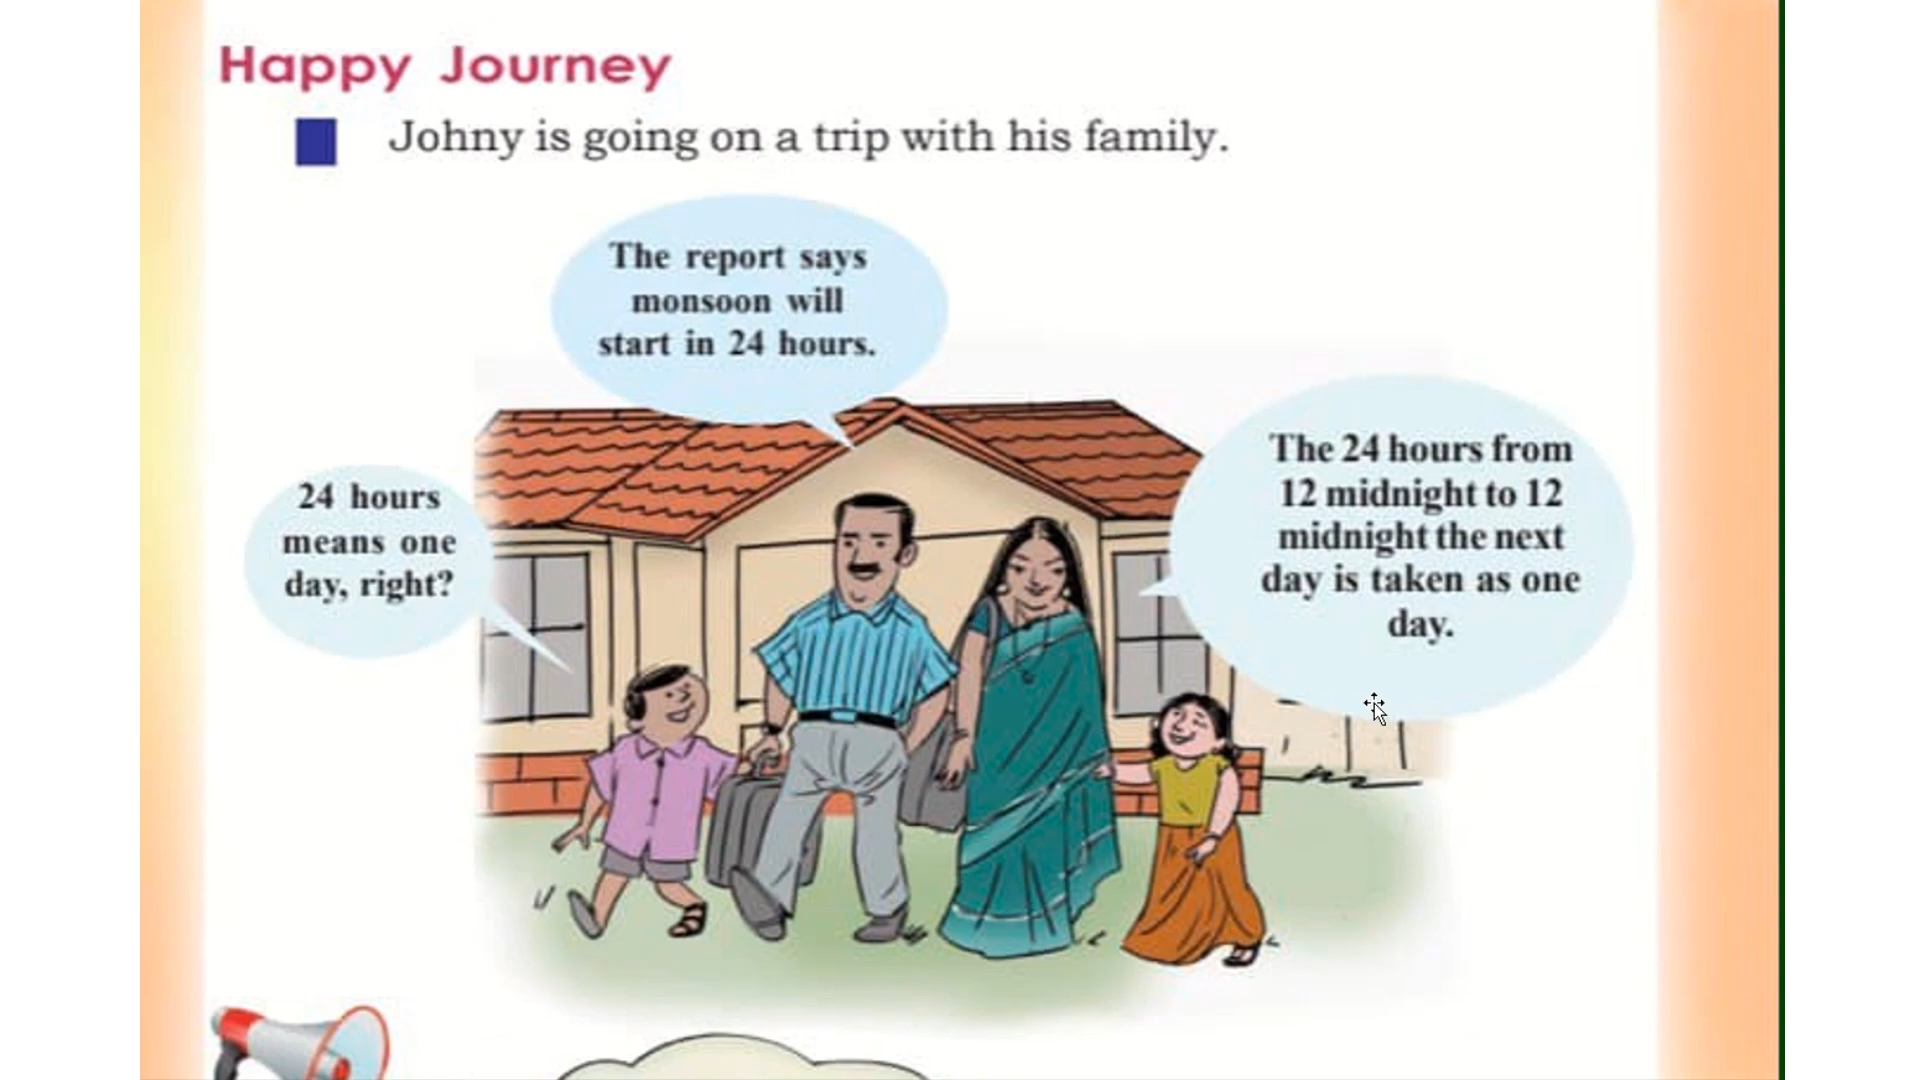 Happy Journey
Johny is going on a trip with his family.
The report says
monsoon will
start in 24 hours.
24 hours
means one
day, right?
The 24 hours from
12 midnight to 12
midnight the next
day is taken as one
day.